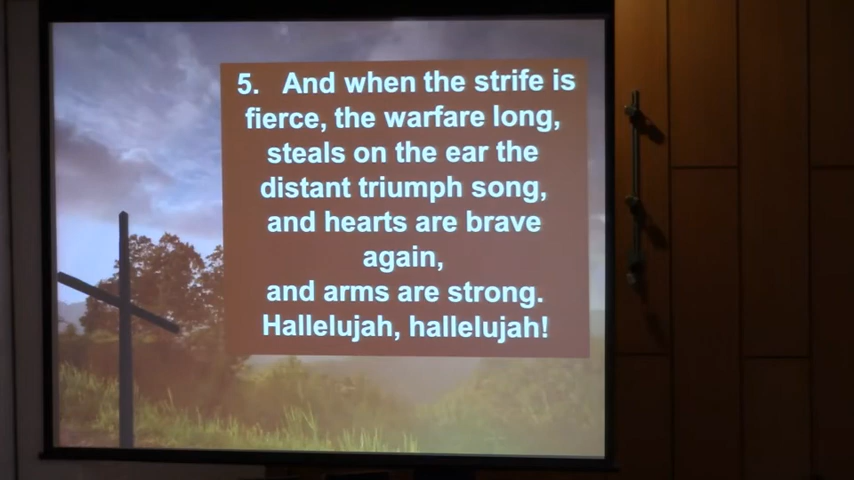 5. And when the strife is
fierce, the warfare long,
steals on the ear the
distant triumph song,
and hearts are brave
again,
and arms are strong.
Hallelujah, hallelujah!